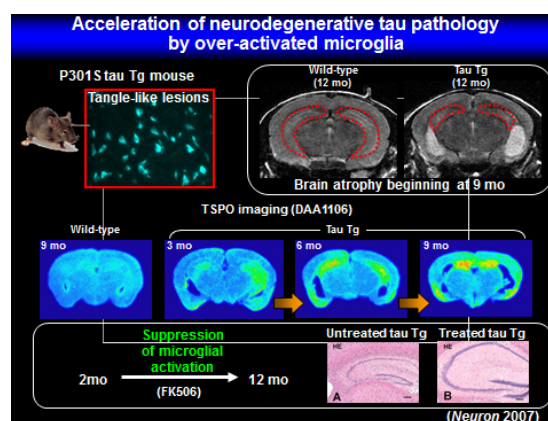 Acceleration of neurodegenerative tau pathology
by over-activated microglia
P301S tau Tg mouse
Tangle-like lesions
Wild-type
(12 mo)
Tau Tg
(12 mo)
Brain atrophy beginning at 9 mo
TSPO imaging (DAA1106)
Wild-type
Tau Tg
9 mo
3 mo
6 mo
9 mo
Suppression
of microglial
activation
2mo
12 mo
(FK506)
Untreated tau Tg
Treated tau Tg
HE
A
HE
B
(Neuron 2007)